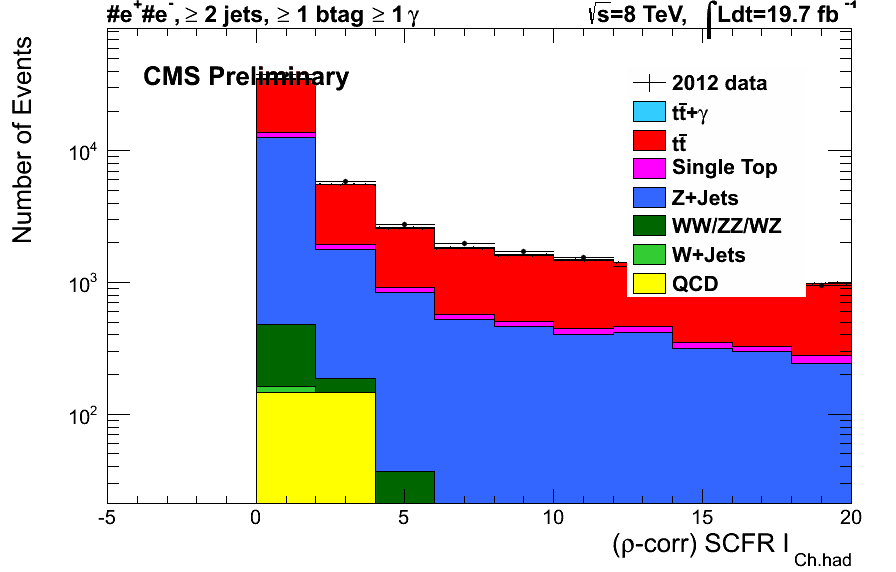 #e⁺#e⁻, ≥ 2 jets, ≥ 1 btag ≥ 1 γ
√s=8 TeV, ∫Ldt=19.7 fb⁻¹
CMS Preliminary
2012 data
tt̄+γ
tt̄
Single Top
Z+Jets
WW/ZZ/WZ
W+Jets
QCD
Number of Events
10⁴
10³
10²
-5 0 5 10 15 20
(ρ-corr) SCFR I_Ch.had